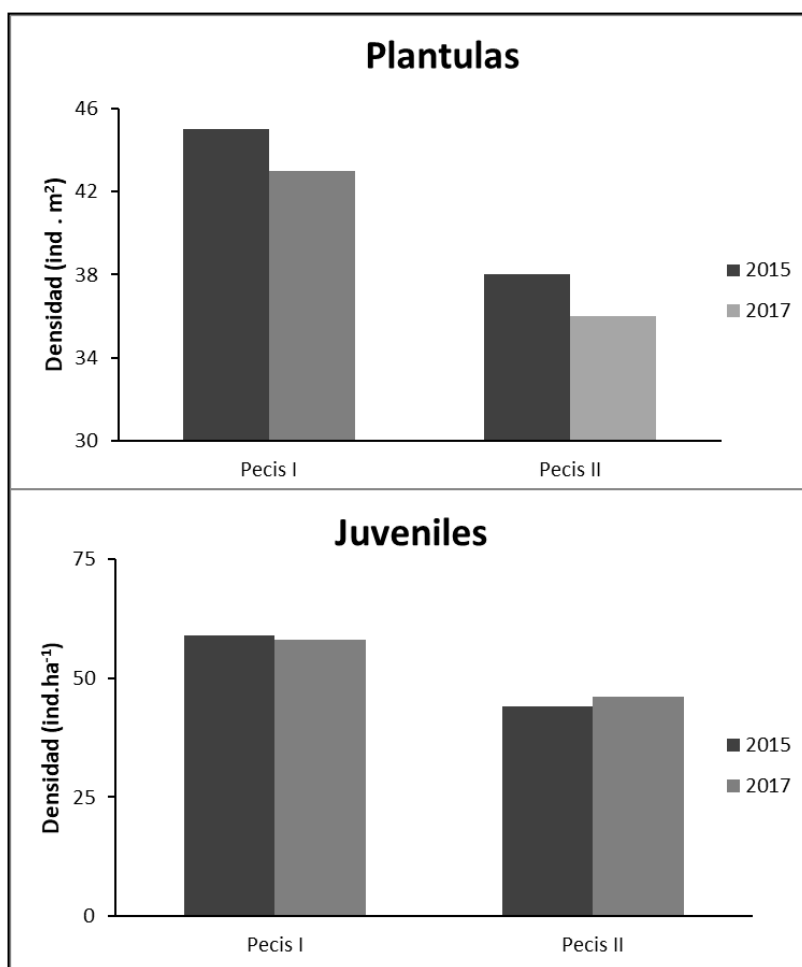 Plantulas
Densidad (ind . m²)
46
42
38
34
30
Pecis I
Pecis II
2015
2017
Juveniles
Densidad (ind.ha⁻¹)
75
50
25
0
Pecis I
Pecis II
2015
2017